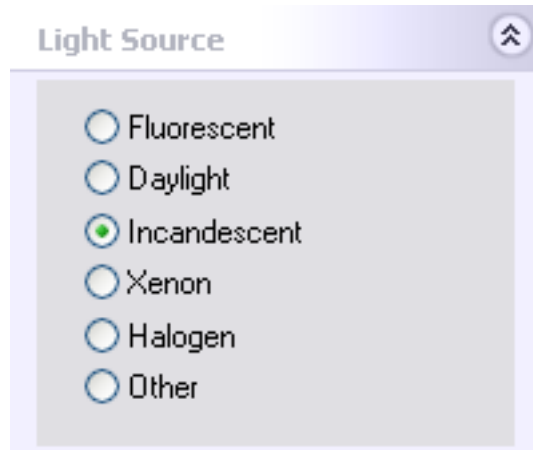 Light Source
Fluorescent
Daylight
Incandescent
Xenon
Halogen
Other